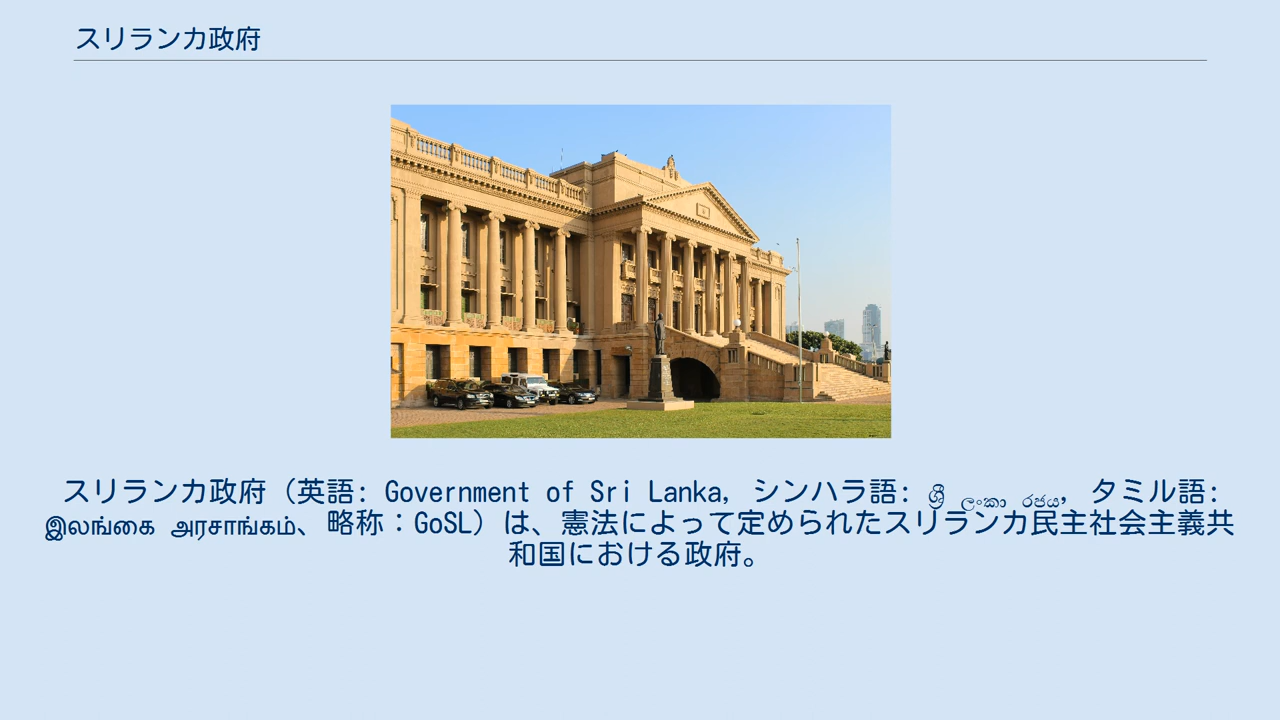 スリランカ政府
スリランカ政府（英語: Government of Sri Lanka, シンハラ語: ශ්‍රී ලංකා රජය, タミル語:
இலங்கை அரசாங்கம்、略称：GoSL）は、憲法によって定められたスリランカ民主社会主義共
和国における政府。